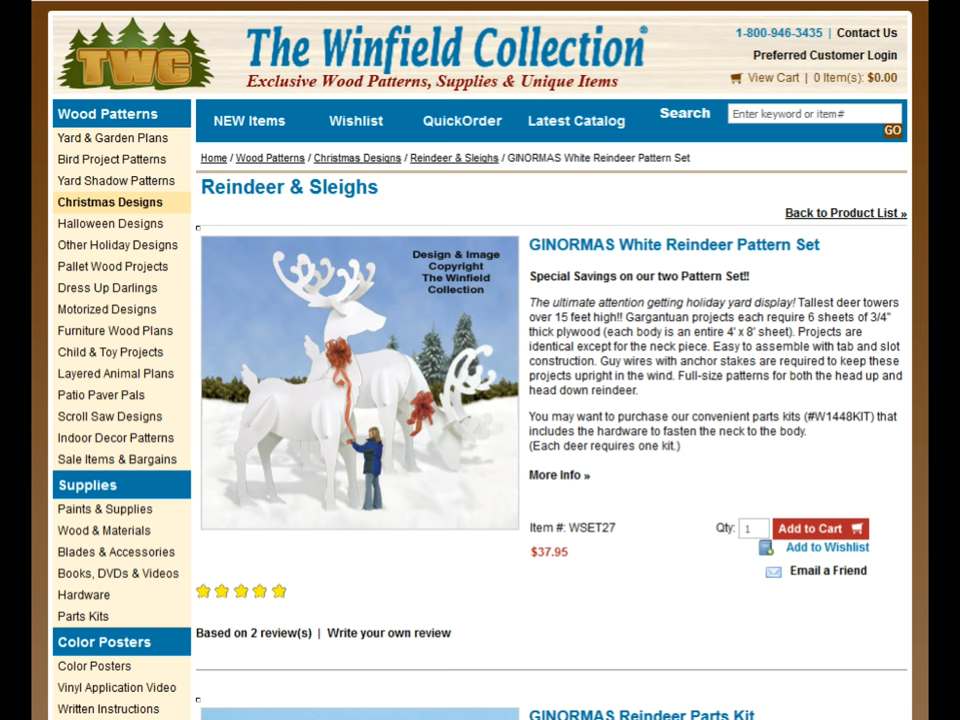 TWC
The Winfield Collection®
Exclusive Wood Patterns, Supplies & Unique Items
1-800-946-3435 | Contact Us
Preferred Customer Login
View Cart | 0 Item(s): $0.00
Wood Patterns
Yard & Garden Plans
Bird Project Patterns
Yard Shadow Patterns
Christmas Designs
Halloween Designs
Other Holiday Designs
Pallet Wood Projects
Dress Up Darlings
Motorized Designs
Furniture Wood Plans
Child & Toy Projects
Layered Animal Plans
Patio Paver Pals
Scroll Saw Designs
Indoor Decor Patterns
Sale Items & Bargains
Supplies
Paints & Supplies
Wood & Materials
Blades & Accessories
Books, DVDs & Videos
Hardware
Parts Kits
Color Posters
Color Posters
Vinyl Application Video
Written Instructions
NEW Items
Wishlist
QuickOrder
Latest Catalog
Search
Enter keyword or item#
GO
Home / Wood Patterns / Christmas Designs / Reindeer & Sleighs / GINORMAS White Reindeer Pattern Set
Reindeer & Sleighs
Back to Product List »
Design & Image
Copyright
The Winfield
Collection
GINORMAS White Reindeer Pattern Set
Special Savings on our two Pattern Set!!
The ultimate attention getting holiday yard display! Tallest deer towers
over 15 feet high!! Gargantuan projects each require 6 sheets of 3/4"
thick plywood (each body is an entire 4' x 8' sheet). Projects are
identical except for the neck piece. Easy to assemble with tab and slot
construction. Guy wires with anchor stakes are required to keep these
projects upright in the wind. Full-size patterns for both the head up and
head down reindeer.
You may want to purchase our convenient parts kits (#W1448KIT) that
includes the hardware to fasten the neck to the body.
(Each deer requires one kit.)
More Info »
Item #: WSET27
Qty: 1
Add to Cart
$37.95
Add to Wishlist
Email a Friend
Based on 2 review(s) | Write your own review
GINORMAS Reindeer Parts Kit